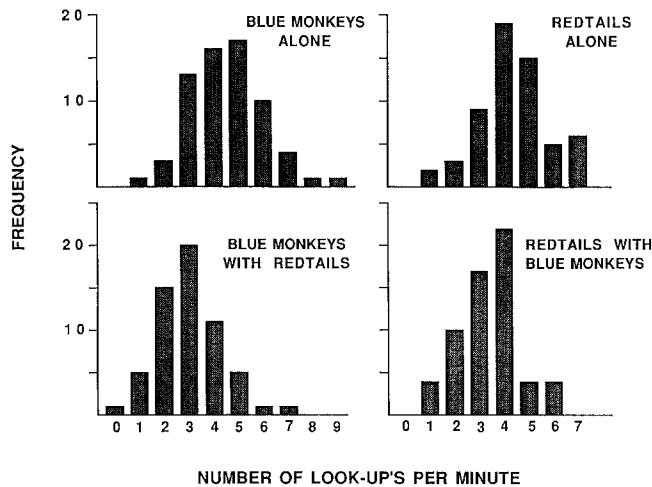 BLUE MONKEYS
ALONE
REDTAILS
ALONE
20
10
FREQUENCY
BLUE MONKEYS
WITH REDTAILS
REDTAILS WITH
BLUE MONKEYS
20
10
0 1 2 3 4 5 6 7 8 9
0 1 2 3 4 5 6 7
NUMBER OF LOOK-UP'S PER MINUTE